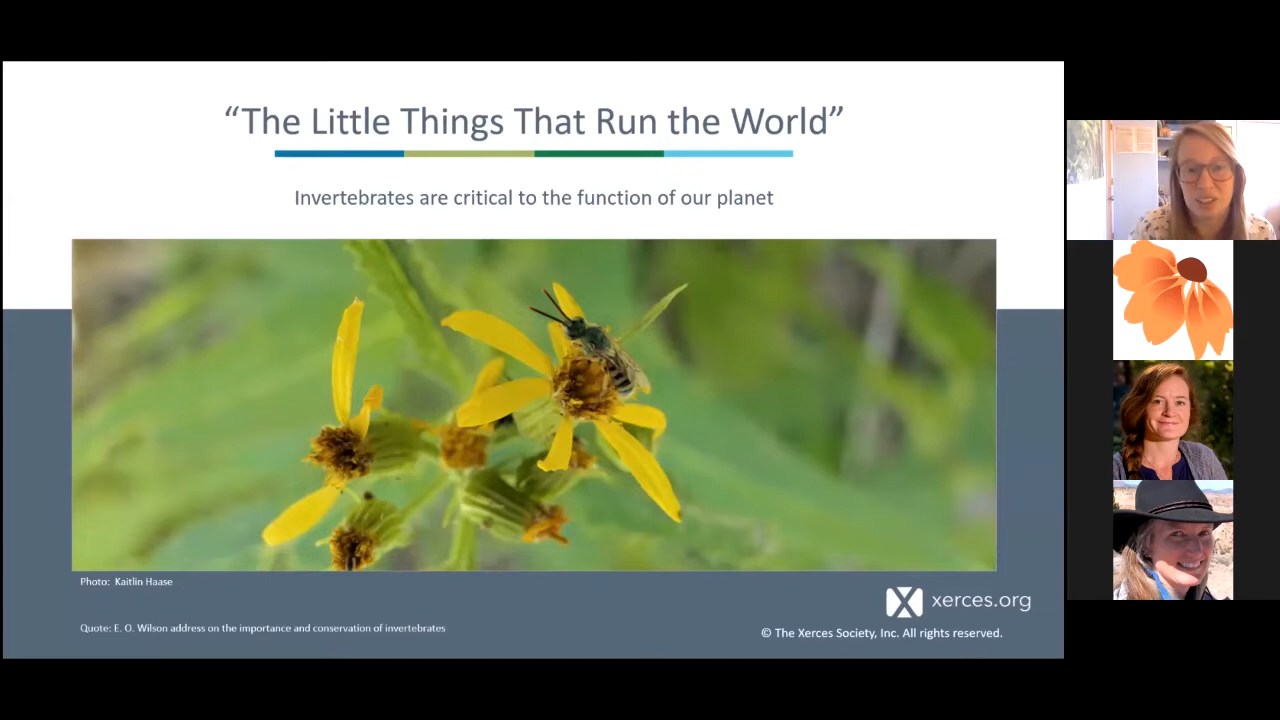 “The Little Things That Run the World”
Invertebrates are critical to the function of our planet
Photo: Kaitlin Haase
xerces.org
Quote: E. O. Wilson address on the importance and conservation of invertebrates
© The Xerces Society, Inc. All rights reserved.